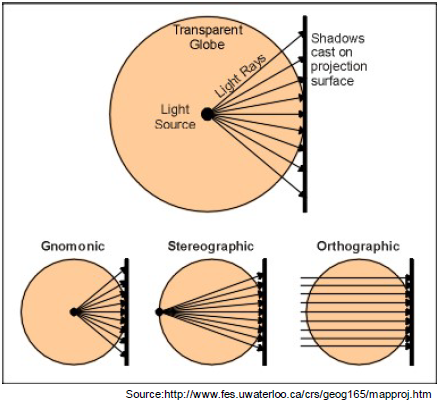 Transparent
Globe
Shadows
cast on
projection
surface
Light Rays
Light
Source
Gnomonic
Stereographic
Orthographic
Source:http://www.fes.uwaterloo.ca/crs/geog165/mapproj.htm